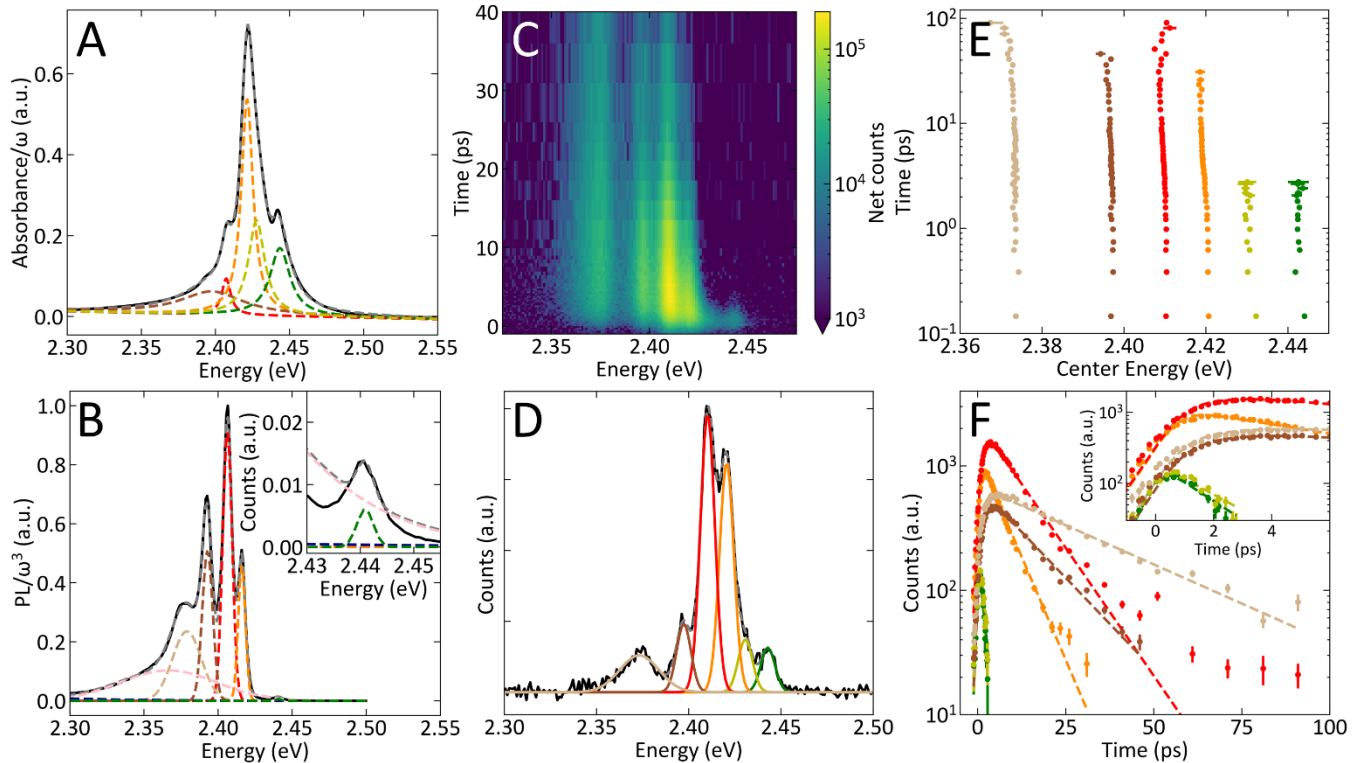 A
Absorbance/ω (a.u.)
0.6
0.4
0.2
0.0
2.30 2.35 2.40 2.45 2.50 2.55
Energy (eV)
C
Time (ps)
40
35
30
25
20
15
10
5
0
2.35 2.40 2.45
Energy (eV)
Net counts
10⁵
10⁴
10³
E
Time (ps)
10²
10¹
10⁰
10⁻¹
2.36 2.38 2.40 2.42 2.44
Center Energy (eV)
B
PL/ω³ (a.u.)
1.0
0.8
0.6
0.4
0.2
0.0
2.30 2.35 2.40 2.45 2.50 2.55
Energy (eV)
Counts (a.u.)
0.02
0.01
0.00
2.43 2.44 2.45
Energy (eV)
D
Counts (a.u.)
2.30 2.35 2.40 2.45 2.50
Energy (eV)
F
Counts (a.u.)
10³
10²
10¹
0 25 50 75 100
Time (ps)
Counts (a.u.)
10³
10²
0 2 4
Time (ps)